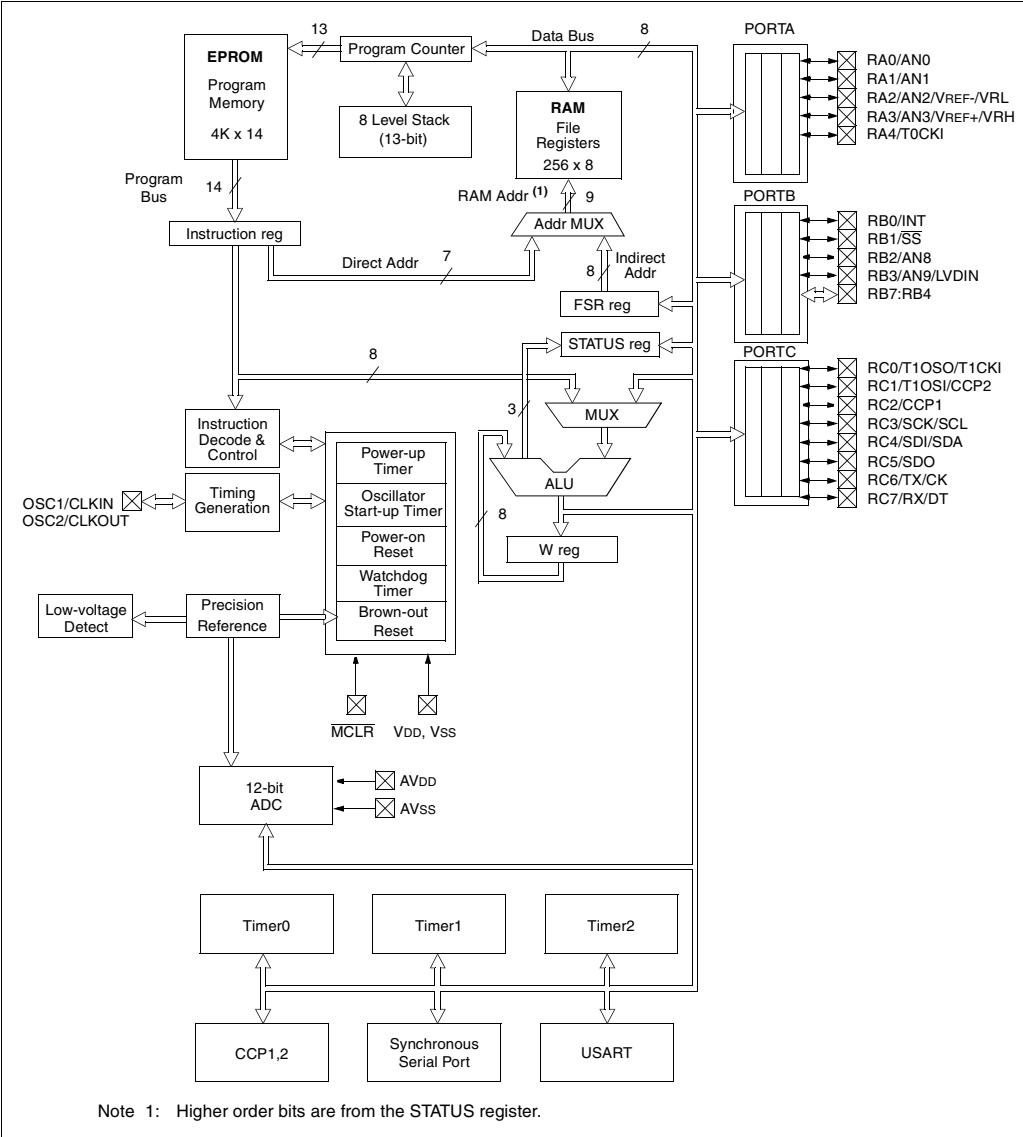 EPROM
Program
Memory
4K x 14
13
Program Counter
8 Level Stack
(13-bit)
Data Bus
8
RAM
File
Registers
256 x 8
Program
Bus
14
Instruction reg
RAM Addr (1)
9
Addr MUX
Direct Addr
7
8
Indirect
Addr
FSR reg
STATUS reg
8
3
MUX
ALU
8
W reg
Instruction
Decode &
Control
Timing
Generation
OSC1/CLKIN
OSC2/CLKOUT
Power-up
Timer
Oscillator
Start-up Timer
Power-on
Reset
Watchdog
Timer
Brown-out
Reset
Low-voltage
Detect
Precision
Reference
MCLR
VDD, VSS
12-bit
ADC
AVDD
AVSS
PORTA
RA0/AN0
RA1/AN1
RA2/AN2/VREF-/VRL
RA3/AN3/VREF+/VRH
RA4/T0CKI
PORTB
RB0/INT
RB1/SS
RB2/AN8
RB3/AN9/LVDIN
RB7:RB4
PORTC
RC0/T1OSO/T1CKI
RC1/T1OSI/CCP2
RC2/CCP1
RC3/SCK/SCL
RC4/SDI/SDA
RC5/SDO
RC6/TX/CK
RC7/RX/DT
Timer0
Timer1
Timer2
CCP1,2
Synchronous
Serial Port
USART
Note 1: Higher order bits are from the STATUS register.